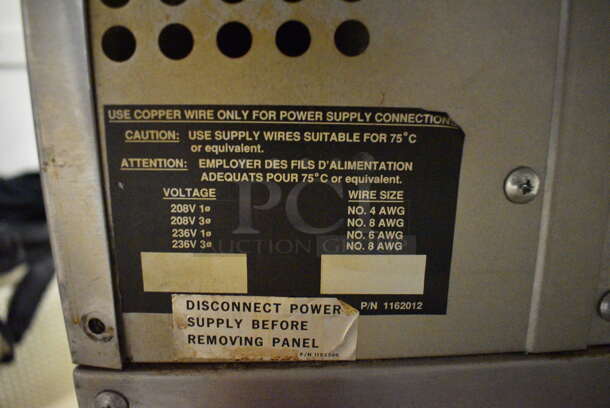 USE COPPER WIRE ONLY FOR POWER SUPPLY CONNECTION
CAUTION: USE SUPPLY WIRES SUITABLE FOR 75°C
or equivalent.
ATTENTION: EMPLOYER DES FILS D'ALIMENTATION
ADEQUATS POUR 75°C or equivalent.
VOLTAGE WIRE SIZE
208V 1ø NO. 4 AWG
208V 3ø NO. 8 AWG
236V 1ø NO. 6 AWG
236V 3ø NO. 8 AWG
PCI
AUCTION GROUP
P/N 1162012
DISCONNECT POWER
SUPPLY BEFORE
REMOVING PANEL
P/N